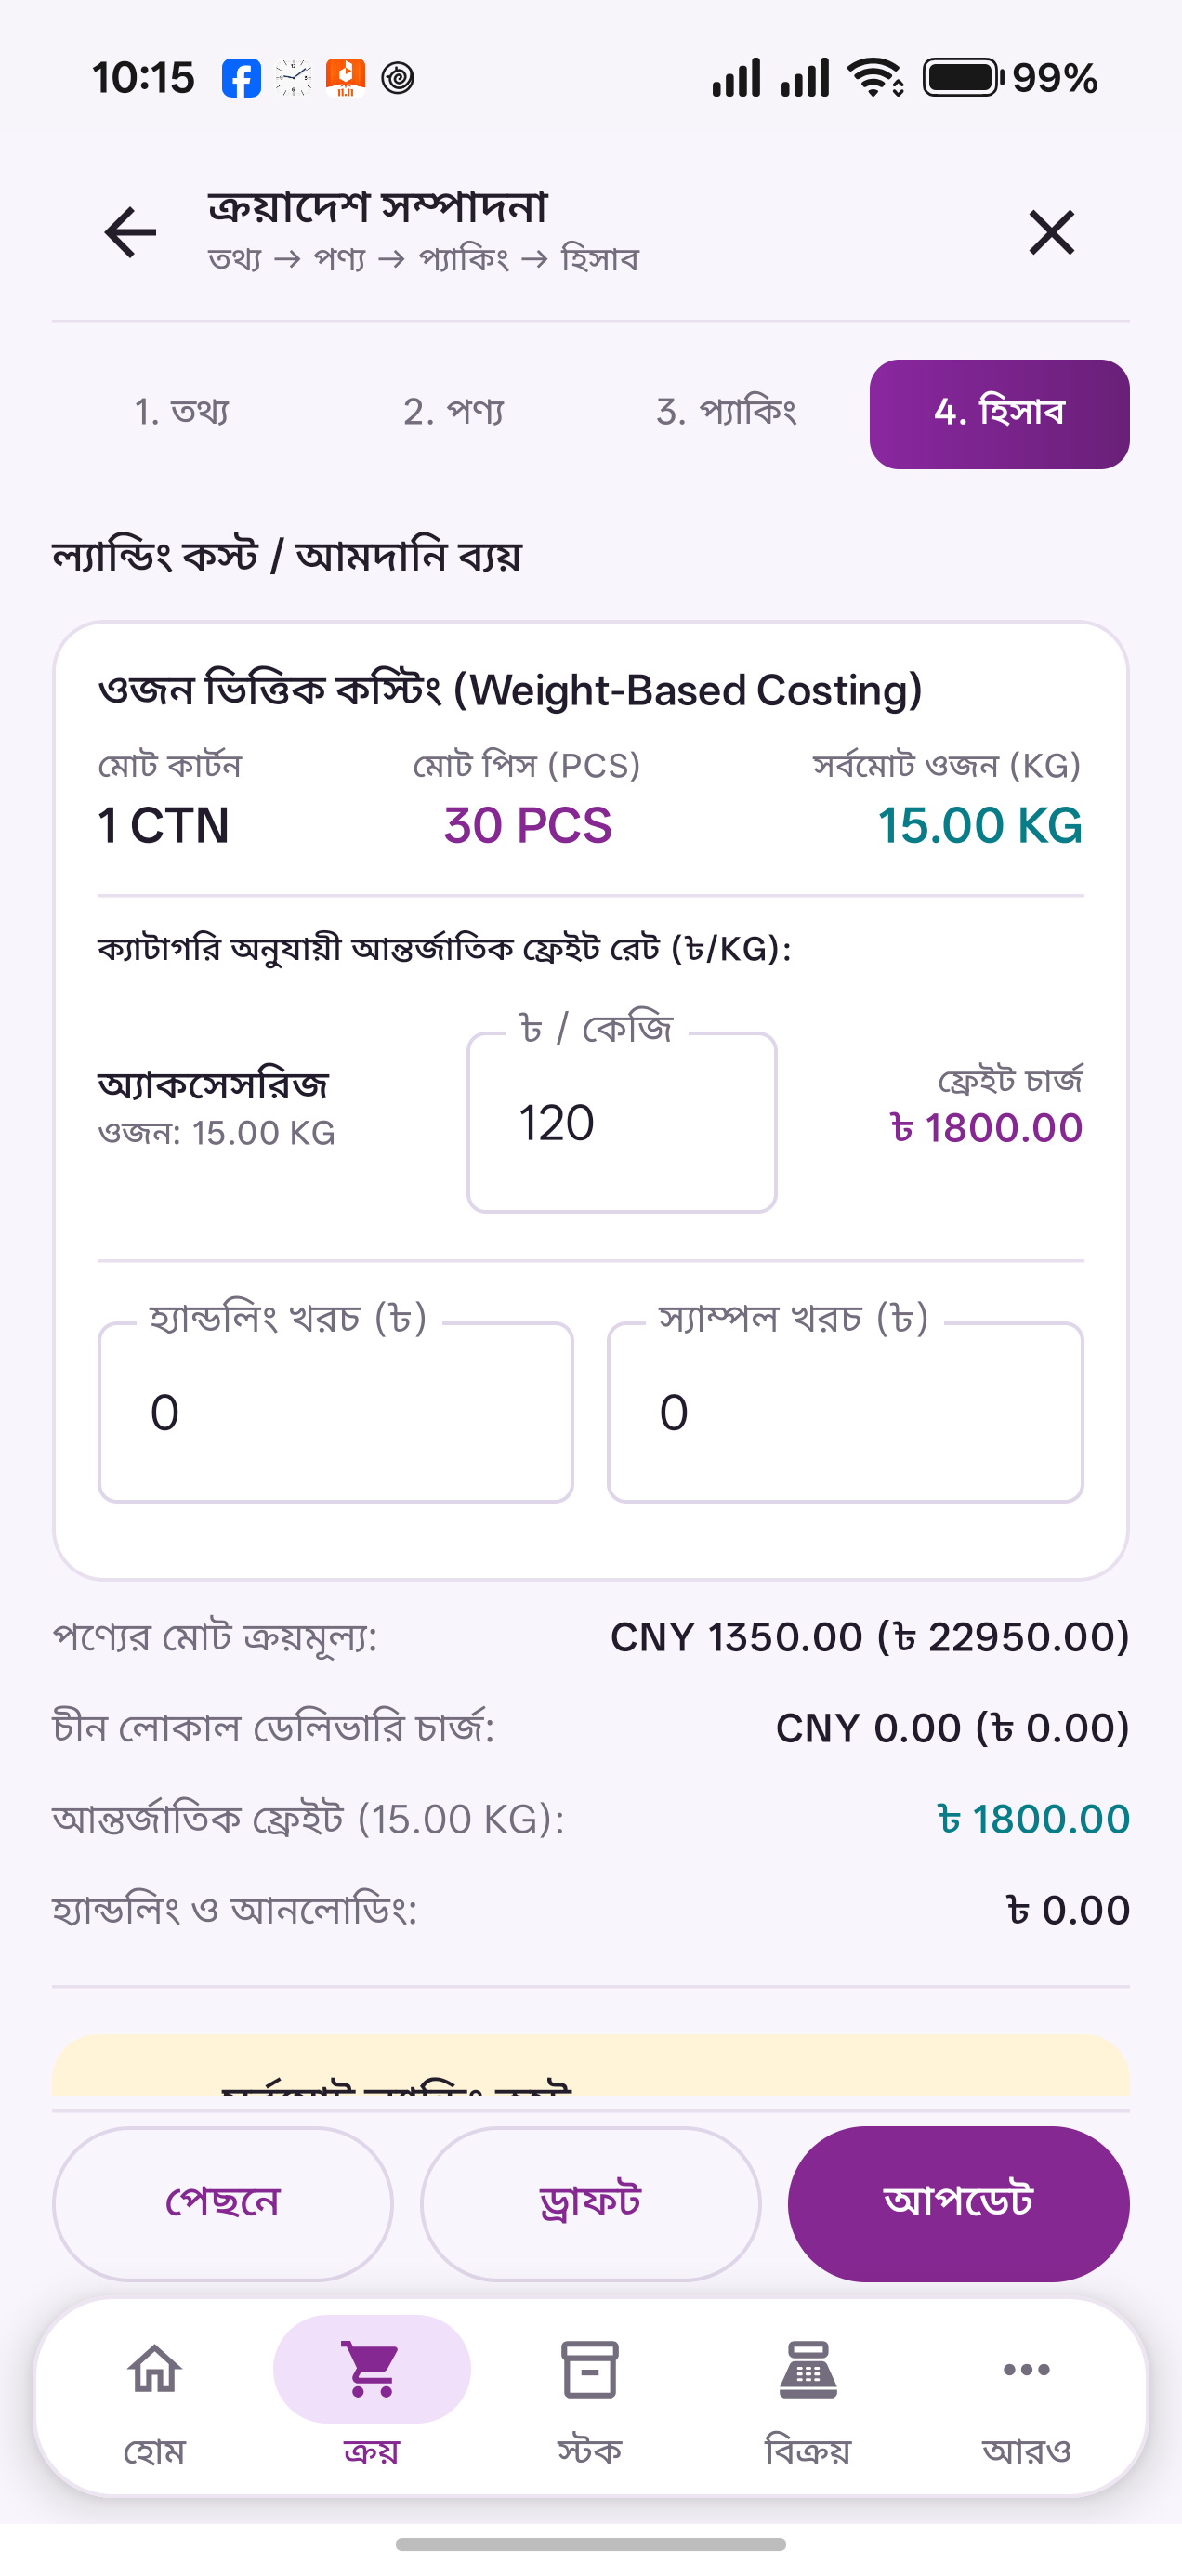 10:15
99%
ক্রয়াদেশ সম্পাদনা
তথ্য → পণ্য → প্যাকিং → হিসাব
1. তথ্য
2. পণ্য
3. প্যাকিং
4. হিসাব
ল্যান্ডিং কস্ট / আমদানি ব্যয়
ওজন ভিত্তিক কস্টিং (Weight-Based Costing)
মোট কার্টন
মোট পিস (PCS)
সর্বমোট ওজন (KG)
1 CTN
30 PCS
15.00 KG
ক্যাটাগরি অনুযায়ী আন্তর্জাতিক ফ্রেইট রেট (৳/KG):
৳ / কেজি
অ্যাকসেসরিজ
ওজন: 15.00 KG
120
ফ্রেইট চার্জ
৳ 1800.00
হ্যান্ডলিং খরচ (৳)
স্যাম্পল খরচ (৳)
0
0
পণ্যের মোট ক্রয়মূল্য:
CNY 1350.00 (৳ 22950.00)
চীন লোকাল ডেলিভারি চার্জ:
CNY 0.00 (৳ 0.00)
আন্তর্জাতিক ফ্রেইট (15.00 KG):
৳ 1800.00
হ্যান্ডলিং ও আনলোডিং:
৳ 0.00
পেছনে
ড্রাফট
আপডেট
হোম
ক্রয়
স্টক
বিক্রয়
আরও